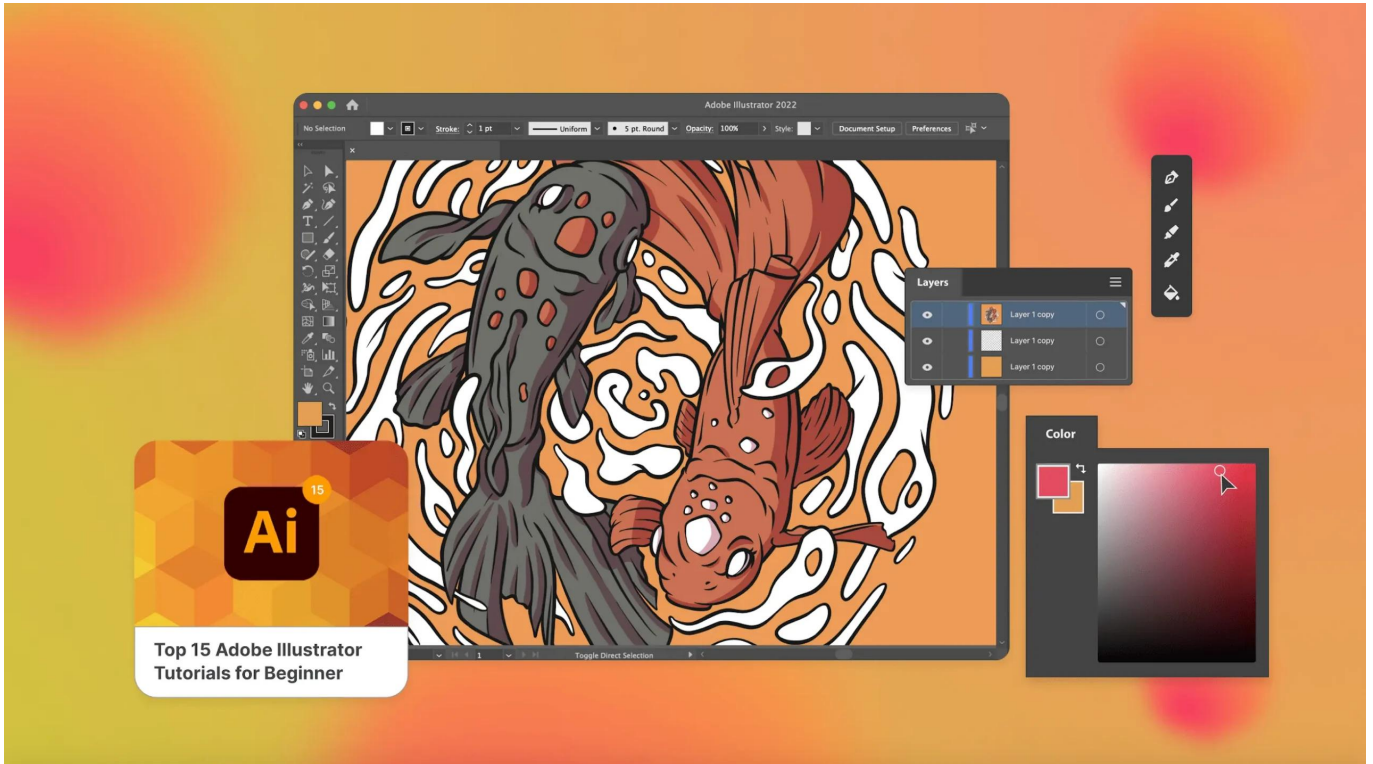 Adobe Illustrator 2022
No Selection
Stroke: 1 pt Uniform 5 pt. Round Opacity: 100% Style: Document Setup Preferences
T
Layers
Layer 1 copy
Layer 1 copy
Layer 1 copy
Color
15
Ai
Top 15 Adobe Illustrator
Tutorials for Beginner
1 Toggle Direct Selection